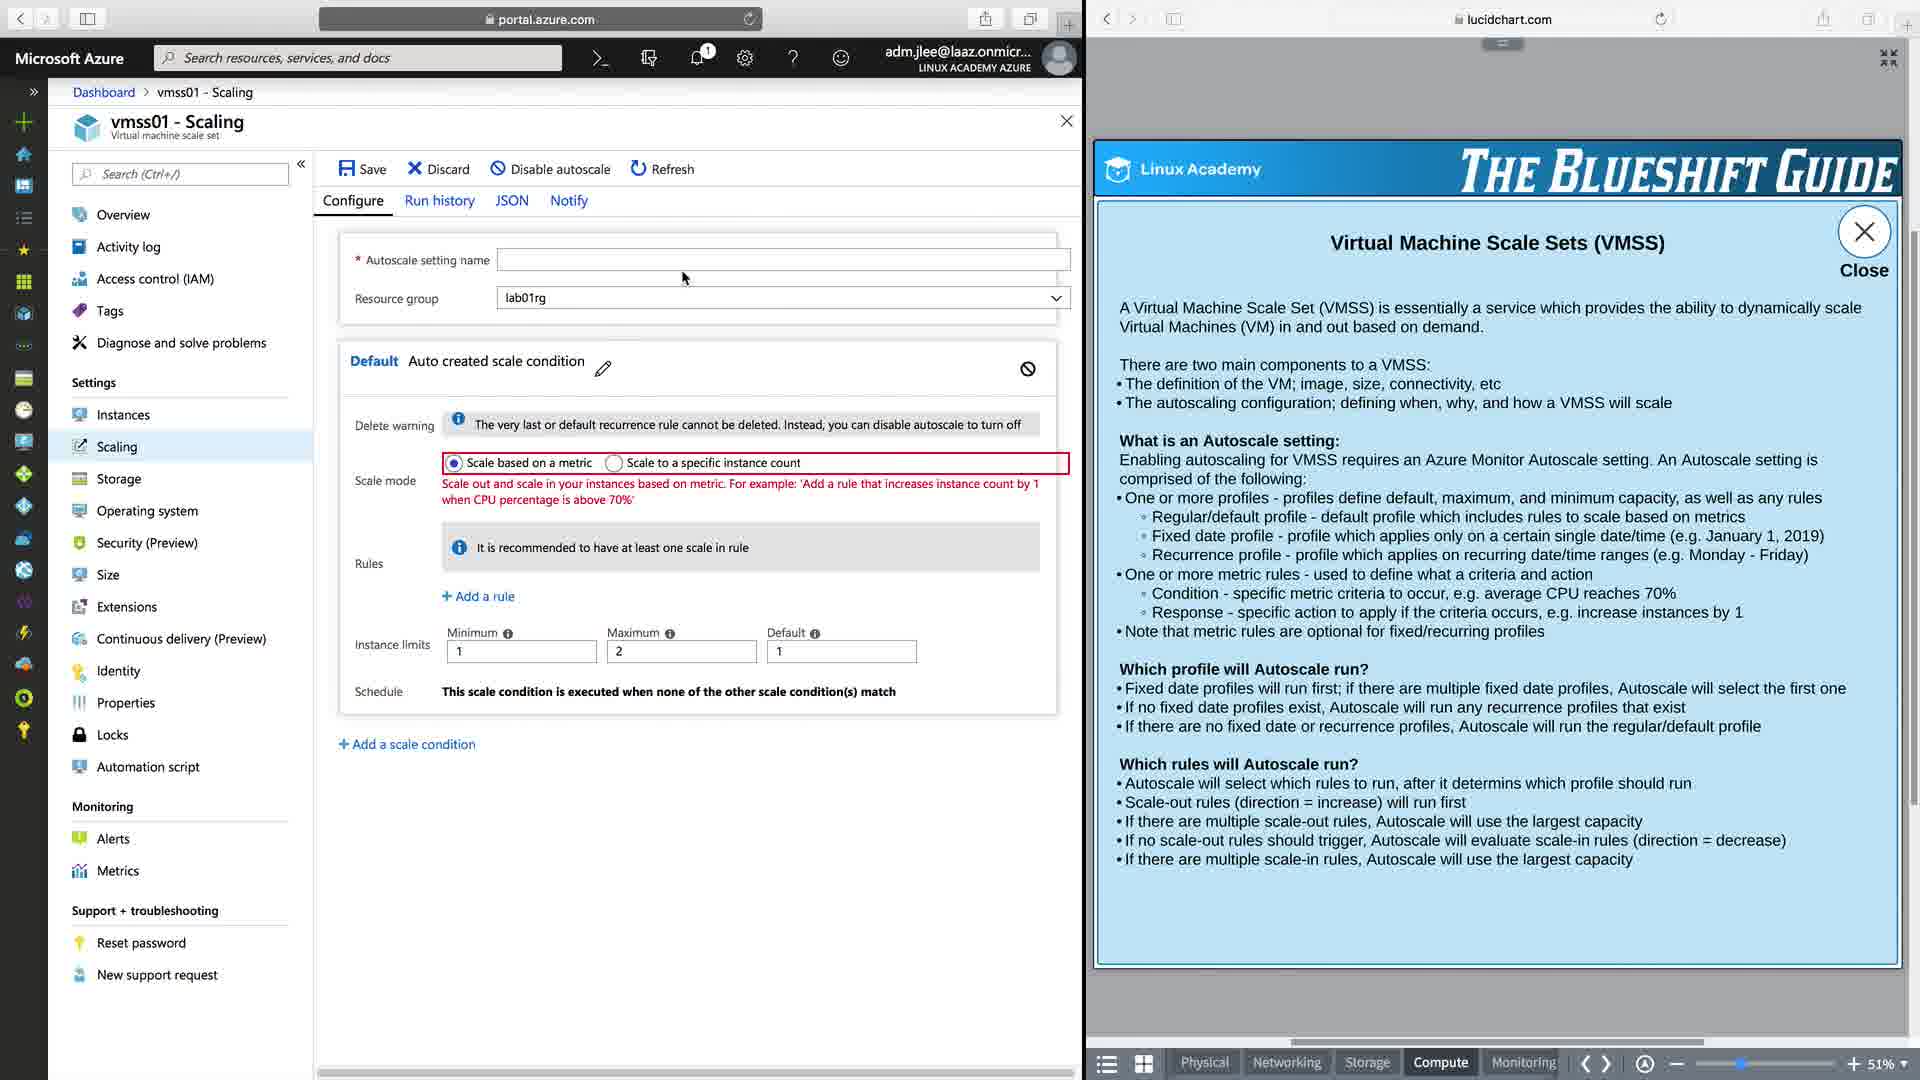 portal.azure.com
Microsoft Azure
Search resources, services, and docs
1
adm.jlee@laaz.onmicr...
LINUX ACADEMY AZURE
Dashboard > vmss01 - Scaling
vmss01 - Scaling
Virtual machine scale set
Search (Ctrl+/)
Overview
Activity log
Access control (IAM)
Tags
Diagnose and solve problems
Settings
Instances
Scaling
Storage
Operating system
Security (Preview)
Size
Extensions
Continuous delivery (Preview)
Identity
Properties
Locks
Automation script
Monitoring
Alerts
Metrics
Support + troubleshooting
Reset password
New support request
Save Discard Disable autoscale Refresh
Configure Run history JSON Notify
* Autoscale setting name
Resource group lab01rg
Default Auto created scale condition
Delete warning The very last or default recurrence rule cannot be deleted. Instead, you can disable autoscale to turn off
Scale mode
Scale based on a metric Scale to a specific instance count
Scale out and scale in your instances based on metric. For example: 'Add a rule that increases instance count by 1
when CPU percentage is above 70%'
Rules
It is recommended to have at least one scale in rule
+ Add a rule
Instance limits
Minimum Maximum Default
1 2 1
Schedule This scale condition is executed when none of the other scale condition(s) match
+ Add a scale condition
lucidchart.com
Linux Academy
THE BLUESHIFT GUIDE
Virtual Machine Scale Sets (VMSS)
Close
A Virtual Machine Scale Set (VMSS) is essentially a service which provides the ability to dynamically scale
Virtual Machines (VM) in and out based on demand.
There are two main components to a VMSS:
• The definition of the VM; image, size, connectivity, etc
• The autoscaling configuration; defining when, why, and how a VMSS will scale
What is an Autoscale setting:
Enabling autoscaling for VMSS requires an Azure Monitor Autoscale setting. An Autoscale setting is
comprised of the following:
• One or more profiles - profiles define default, maximum, and minimum capacity, as well as any rules
◦ Regular/default profile - default profile which includes rules to scale based on metrics
◦ Fixed date profile - profile which applies only on a certain single date/time (e.g. January 1, 2019)
◦ Recurrence profile - profile which applies on recurring date/time ranges (e.g. Monday - Friday)
• One or more metric rules - used to define what a criteria and action
◦ Condition - specific metric criteria to occur, e.g. average CPU reaches 70%
◦ Response - specific action to apply if the criteria occurs, e.g. increase instances by 1
• Note that metric rules are optional for fixed/recurring profiles
Which profile will Autoscale run?
• Fixed date profiles will run first; if there are multiple fixed date profiles, Autoscale will select the first one
• If no fixed date profiles exist, Autoscale will run any recurrence profiles that exist
• If there are no fixed date or recurrence profiles, Autoscale will run the regular/default profile
Which rules will Autoscale run?
• Autoscale will select which rules to run, after it determins which profile should run
• Scale-out rules (direction = increase) will run first
• If there are multiple scale-out rules, Autoscale will use the largest capacity
• If no scale-out rules should trigger, Autoscale will evaluate scale-in rules (direction = decrease)
• If there are multiple scale-in rules, Autoscale will use the largest capacity
Physical Networking Storage Compute Monitoring
51%